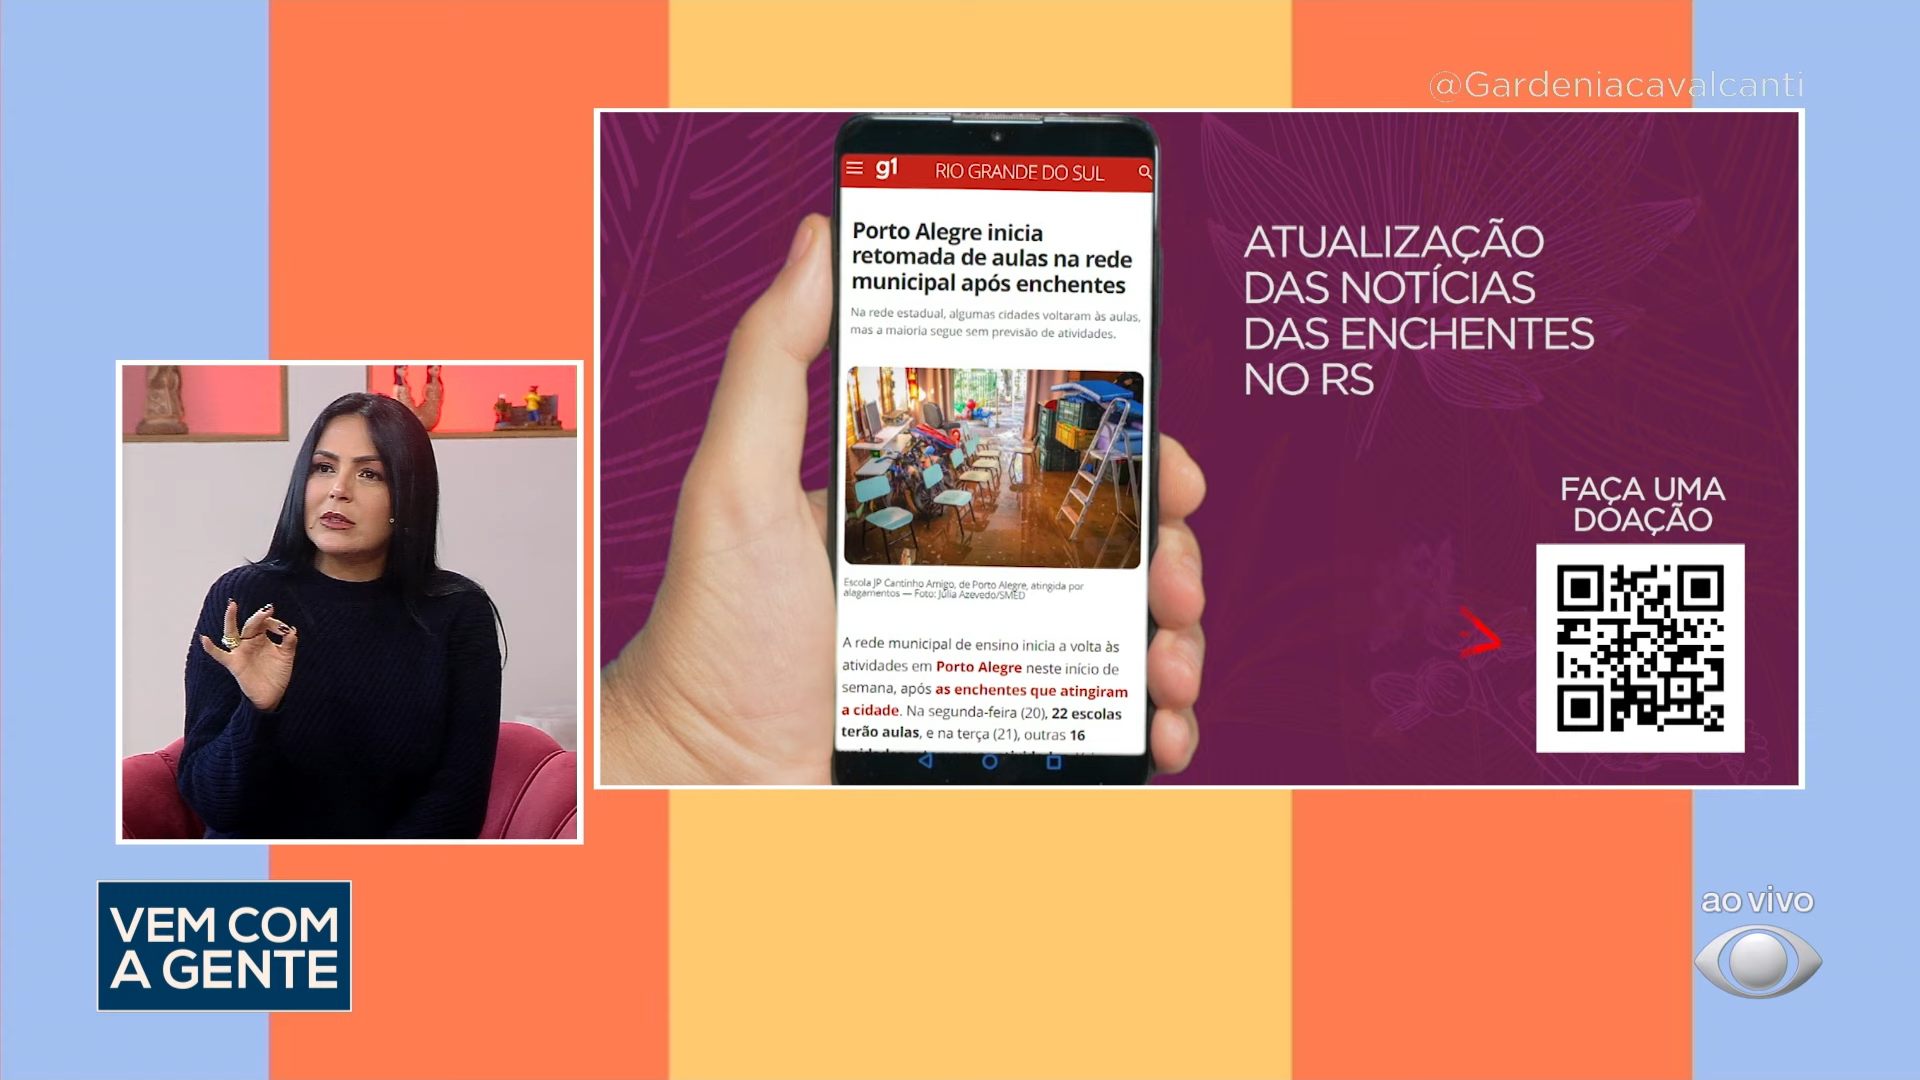 @Gardeniacavalcanti
g1
RIO GRANDE DO SUL
Porto Alegre inicia
retomada de aulas na rede
municipal após enchentes
Na rede estadual, algumas cidades voltaram às aulas,
mas a maioria segue sem previsão de atividades.
Escola JP Cantinho Amigo, de Porto Alegre, atingida por
alagamentos — Foto: Júlia Azevedo/SMED
A rede municipal de ensino inicia a volta às
atividades em Porto Alegre neste início de
semana, após as enchentes que atingiram
a cidade. Na segunda-feira (20), 22 escolas
terão aulas, e na terça (21), outras 16
ATUALIZAÇÃO
DAS NOTÍCIAS
DAS ENCHENTES
NO RS
FAÇA UMA
DOAÇÃO
VEM COM
A GENTE
ao vivo